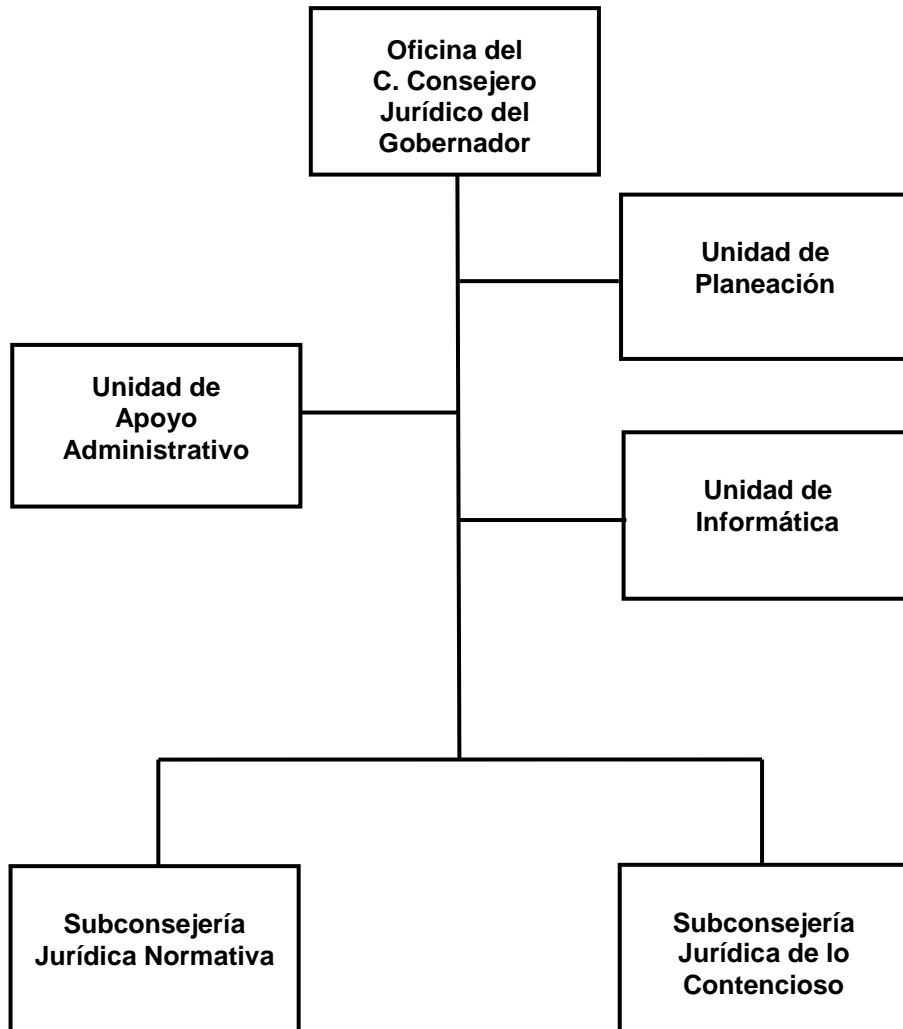 Oficina del
C. Consejero
Jurídico del
Gobernador
Unidad de
Planeación
Unidad de
Apoyo
Administrativo
Unidad de
Informática
Subconsejería
Jurídica Normativa
Subconsejería
Jurídica de lo
Contencioso